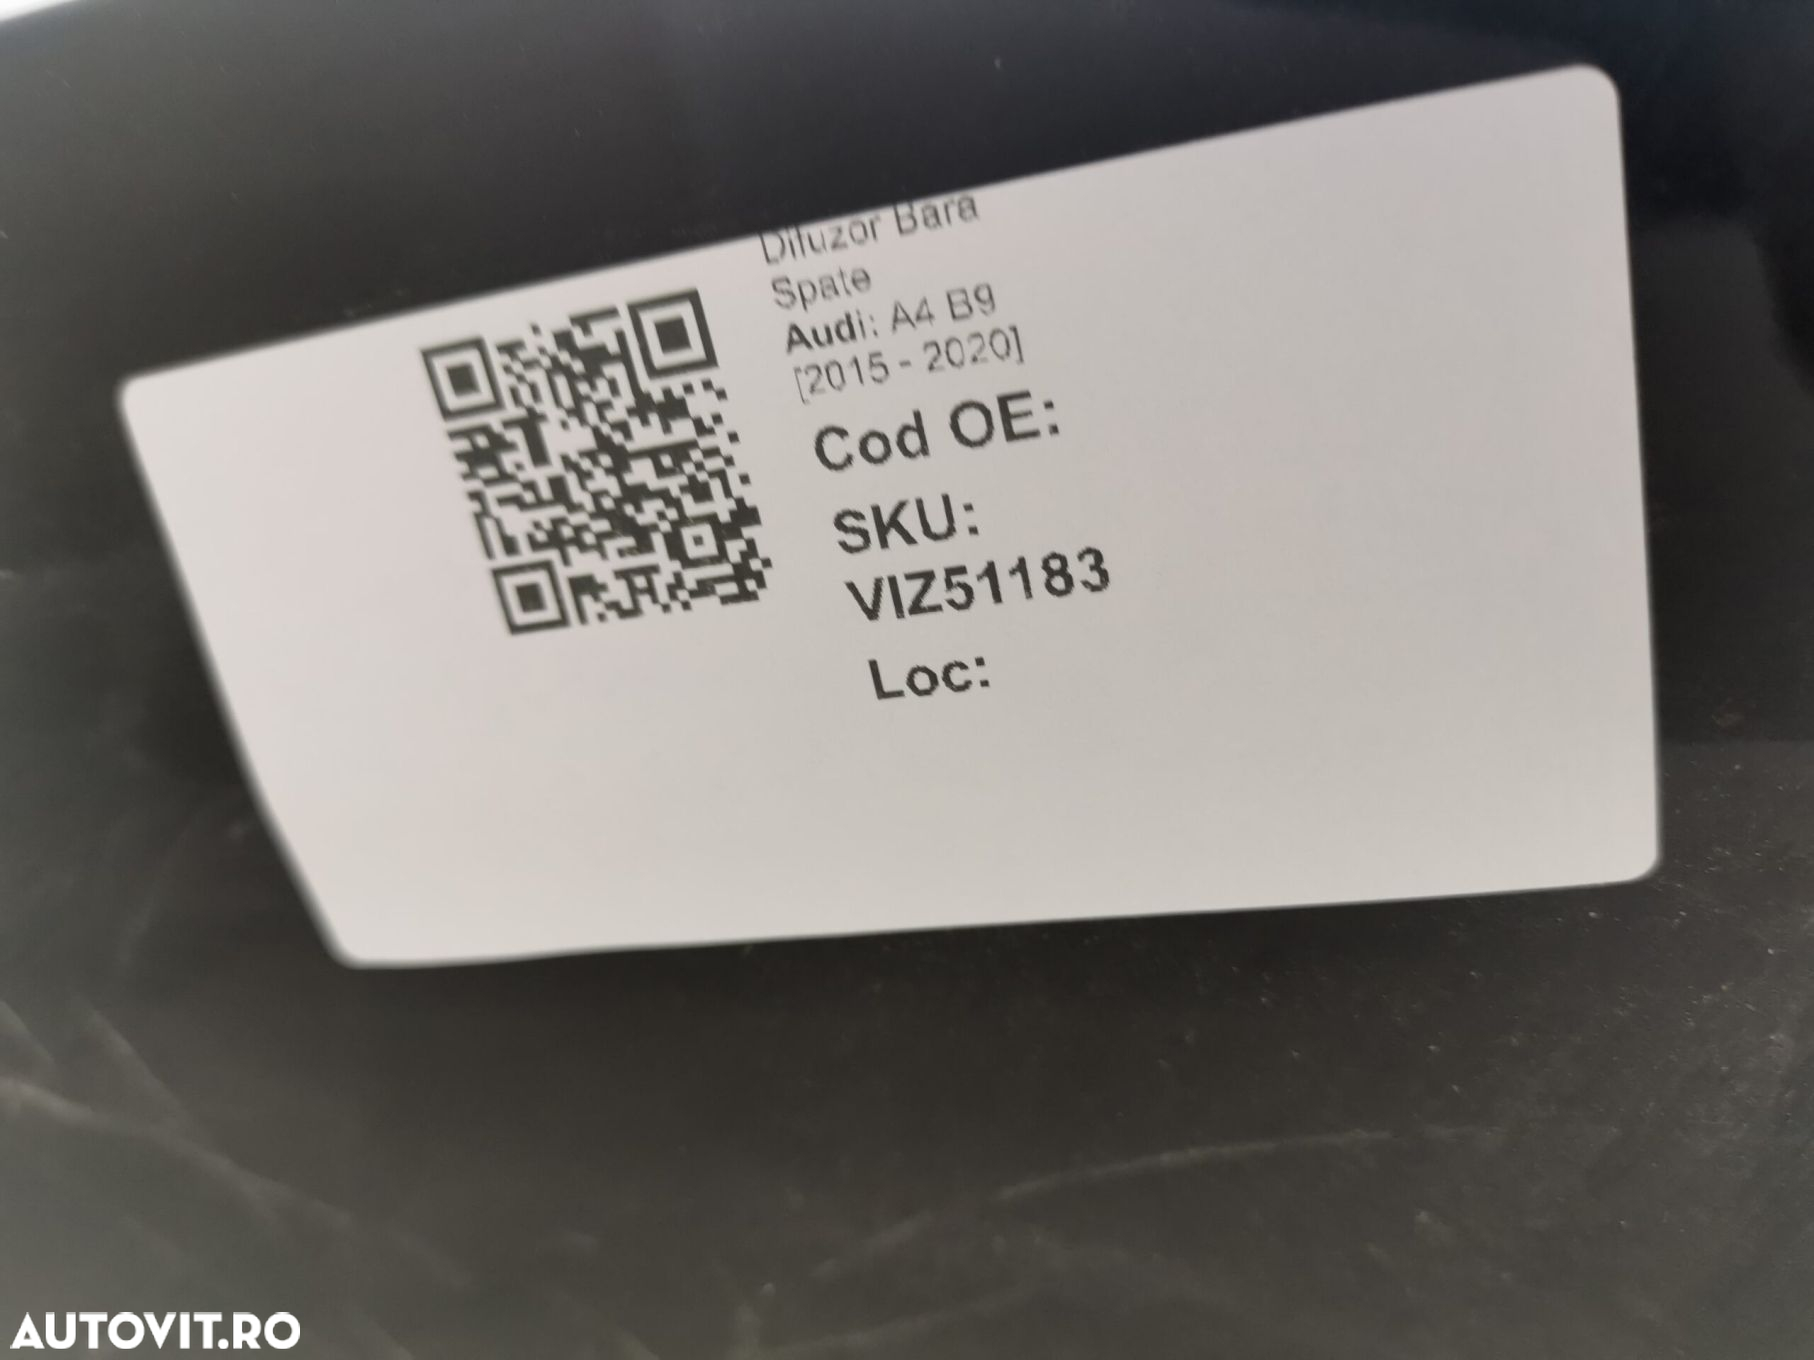 Difuzor Bara
Spate
Audi: A4 B9
[2015 - 2020]
Cod OE:
SKU:
VIZ51183
Loc:
AUTOVIT.RO